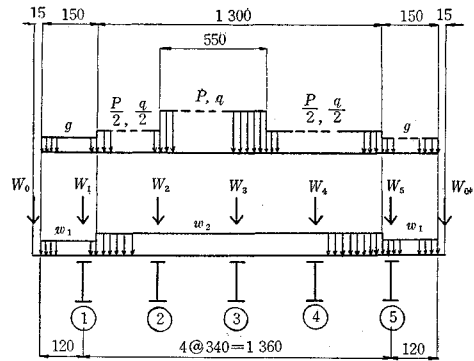 15 150 1 300 150 15
550
P/2, q/2 P, q P/2, q/2
g g
W₀ W₁ W₂ W₃ W₄ W₅ W₀*
w₁ w₂ w₁
① ② ③ ④ ⑤
120 4@340=1 360 120